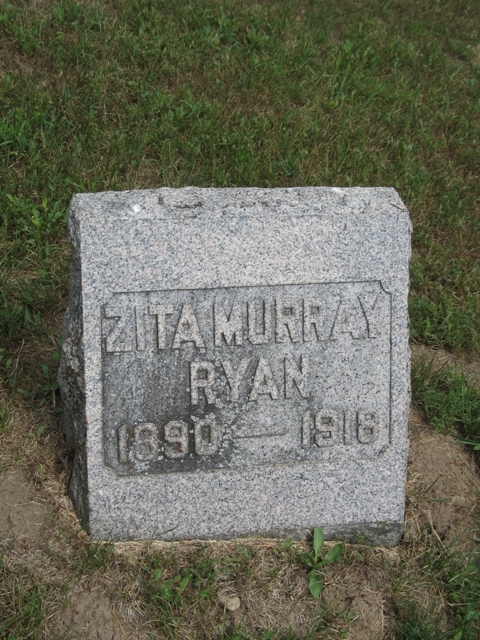 ZITA MURRAY
RYAN
1890 — 1918